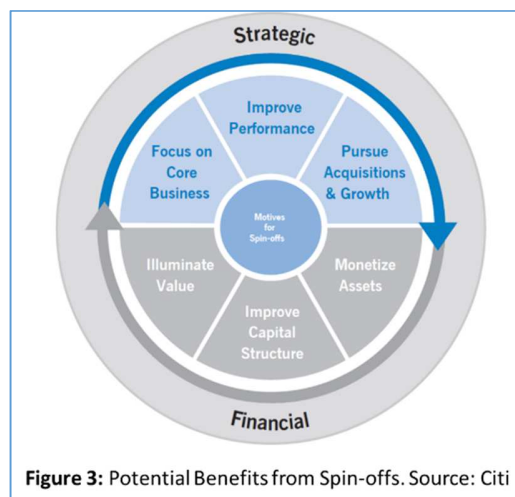 Strategic
Improve
Performance
Focus on
Core
Business
Pursue
Acquisitions
& Growth
Motives
for
Spin-offs
Illuminate
Value
Monetize
Assets
Improve
Capital
Structure
Financial
Figure 3: Potential Benefits from Spin-offs. Source: Citi